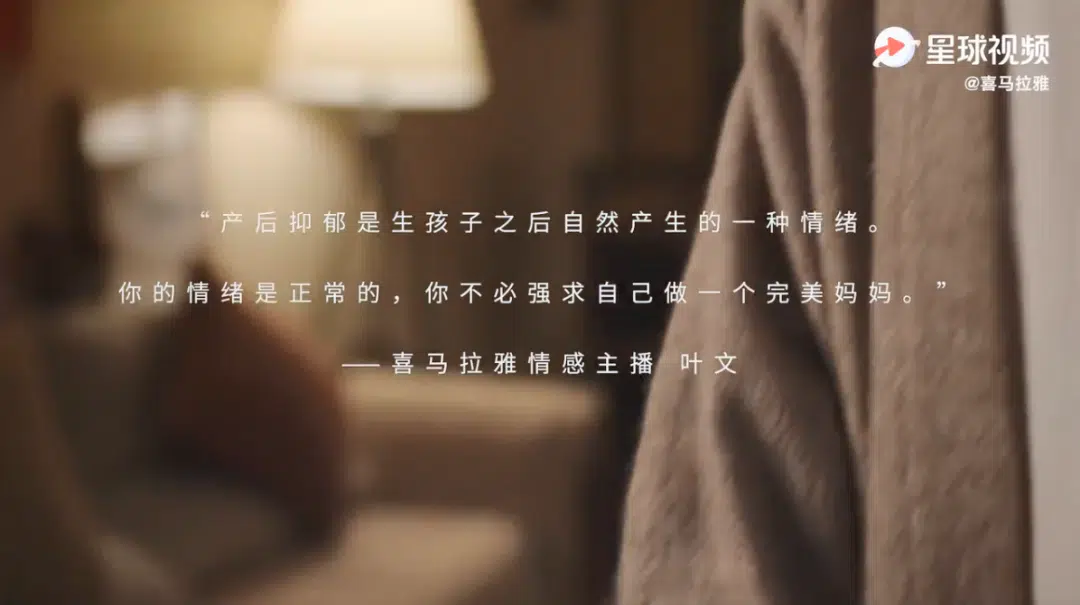 星球视频
@喜马拉雅
“产后抑郁是生孩子之后自然产生的一种情绪。
你的情绪是正常的，你不必强求自己做一个完美妈妈。”
——喜马拉雅情感主播 叶文